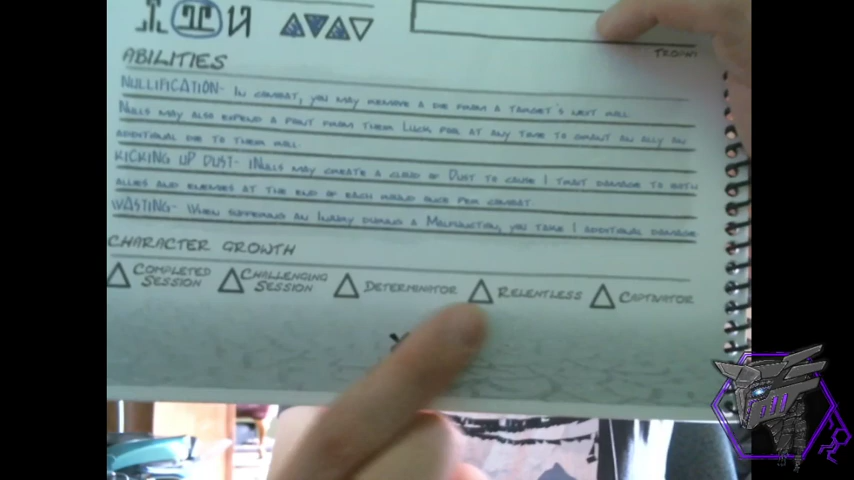 TROPHY
ABILITIES
NULLIFICATION- IN COMBAT, YOU MAY REMOVE A DIE FROM A TARGET'S NEXT ROLL.
NULLS MAY ALSO EXPEND A POINT FROM THEIR LUCK POOL AT ANY TIME TO GRANT AN ALLY AN
ADDITIONAL DIE TO THEIR ROLL.
KICKING UP DUST- NULLS MAY CREATE A CLOUD OF DUST TO CAUSE 1 TRAIT DAMAGE TO BOTH
ALLIES AND ENEMIES AT THE END OF EACH ROUND ONCE PER COMBAT.
WASTING- WHEN SUFFERING AN INJURY DURING A MALFUNCTION, YOU TAKE 1 ADDITIONAL DAMAGE
CHARACTER GROWTH
COMPLETED SESSION CHALLENGING SESSION DETERMINATOR RELENTLESS CAPTIVATOR